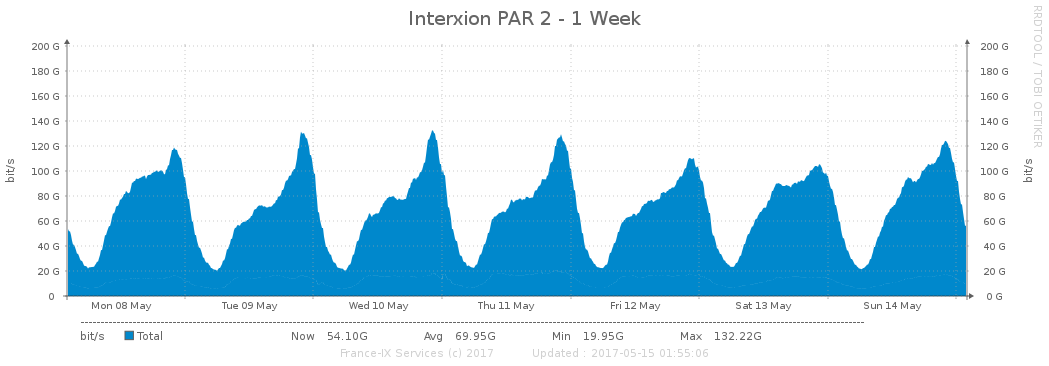 Interxion PAR 2 - 1 Week
RRDTOOL / TOBI OETIKER
200 G 200 G
180 G 180 G
160 G 160 G
140 G 140 G
120 G 120 G
100 G 100 G
80 G 80 G
60 G 60 G
40 G 40 G
20 G 20 G
0 0 G
bit/s bit/s
Mon 08 May Tue 09 May Wed 10 May Thu 11 May Fri 12 May Sat 13 May Sun 14 May
bit/s Total Now 54.10G Avg 69.95G Min 19.95G Max 132.22G
France-IX Services (c) 2017 Updated : 2017-05-15 01:55:06